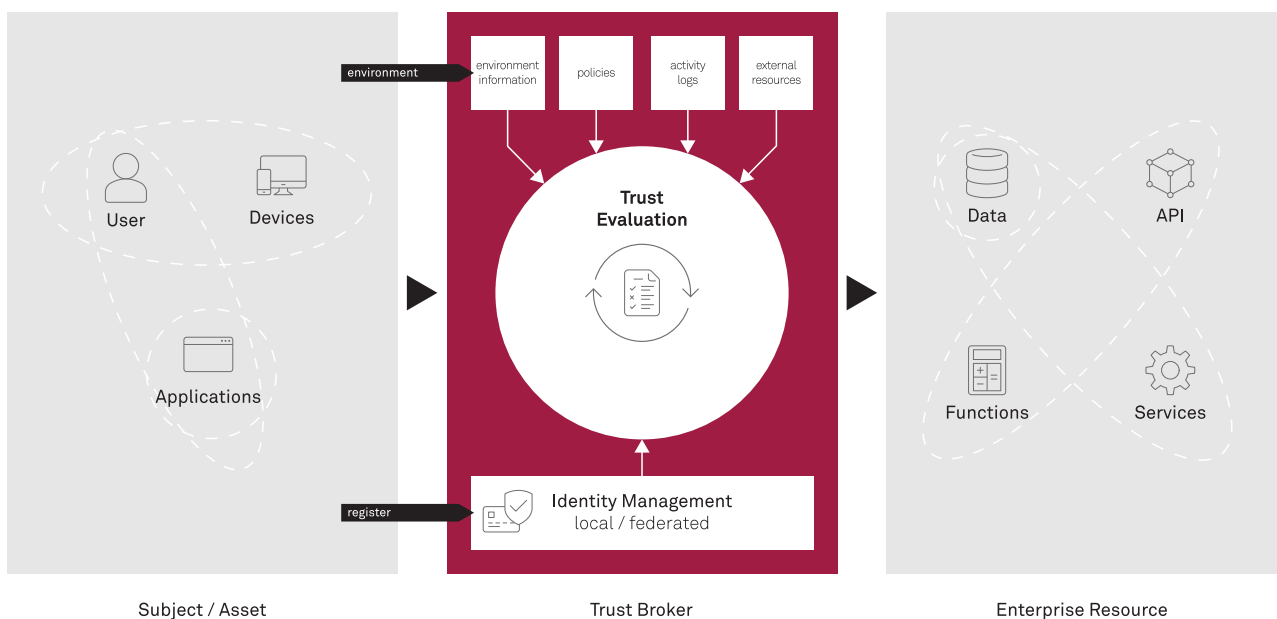 environment
environment
information
policies
activity
logs
external
resources
User
Devices
Applications
Trust
Evaluation
Data
API
Functions
Services
register
Identity Management
local / federated
Subject / Asset
Trust Broker
Enterprise Resource